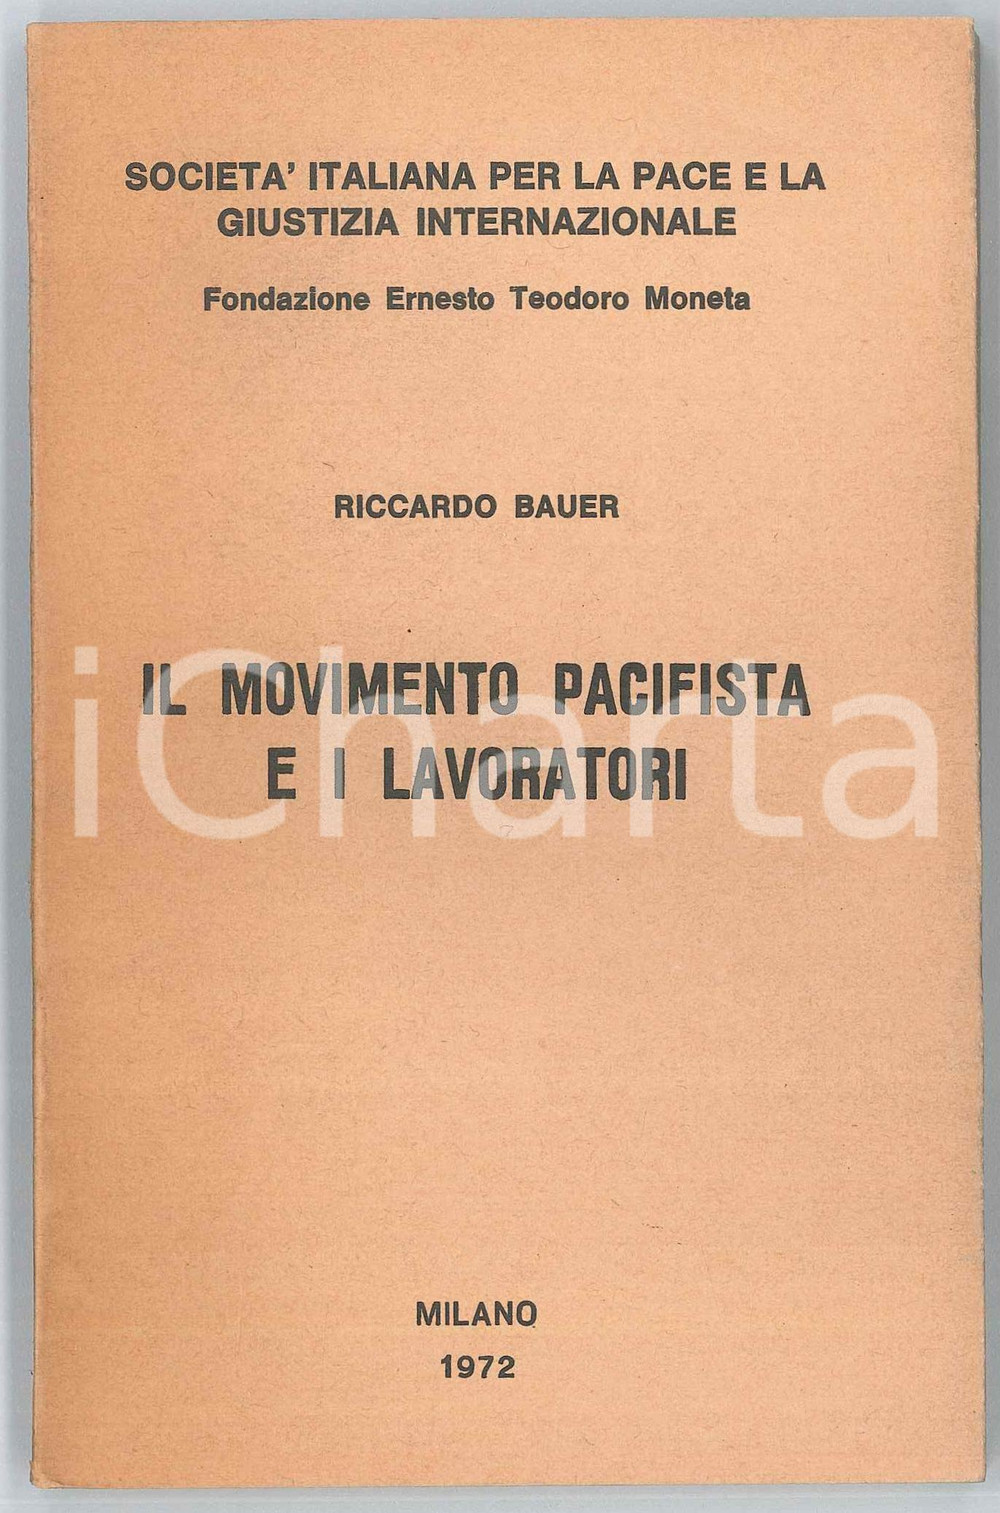 SOCIETA' ITALIANA PER LA PACE E LA
GIUSTIZIA INTERNAZIONALE
Fondazione Ernesto Teodoro Moneta
RICCARDO BAUER
IL MOVIMENTO PACIFISTA
E I LAVORATORI
iCharta
MILANO
1972